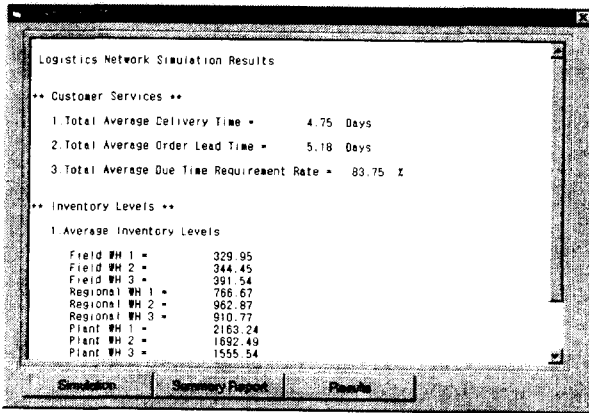 Logistics Network Simulation Results
** Customer Services **
1.Total Average Delivery Time = 4.75 Days
2.Total Average Order Lead Time = 5.18 Days
3.Total Average Due Time Requirement Rate = 83.75 %
** Inventory Levels **
1.Average Inventory Levels
Field WH 1 = 329.95
Field WH 2 = 344.45
Field WH 3 = 391.54
Regional WH 1 = 766.67
Regional WH 2 = 962.87
Regional WH 3 = 910.77
Plant WH 1 = 2163.24
Plant WH 2 = 1692.49
Plant WH 3 = 1555.54
Simulation Summary Report Results